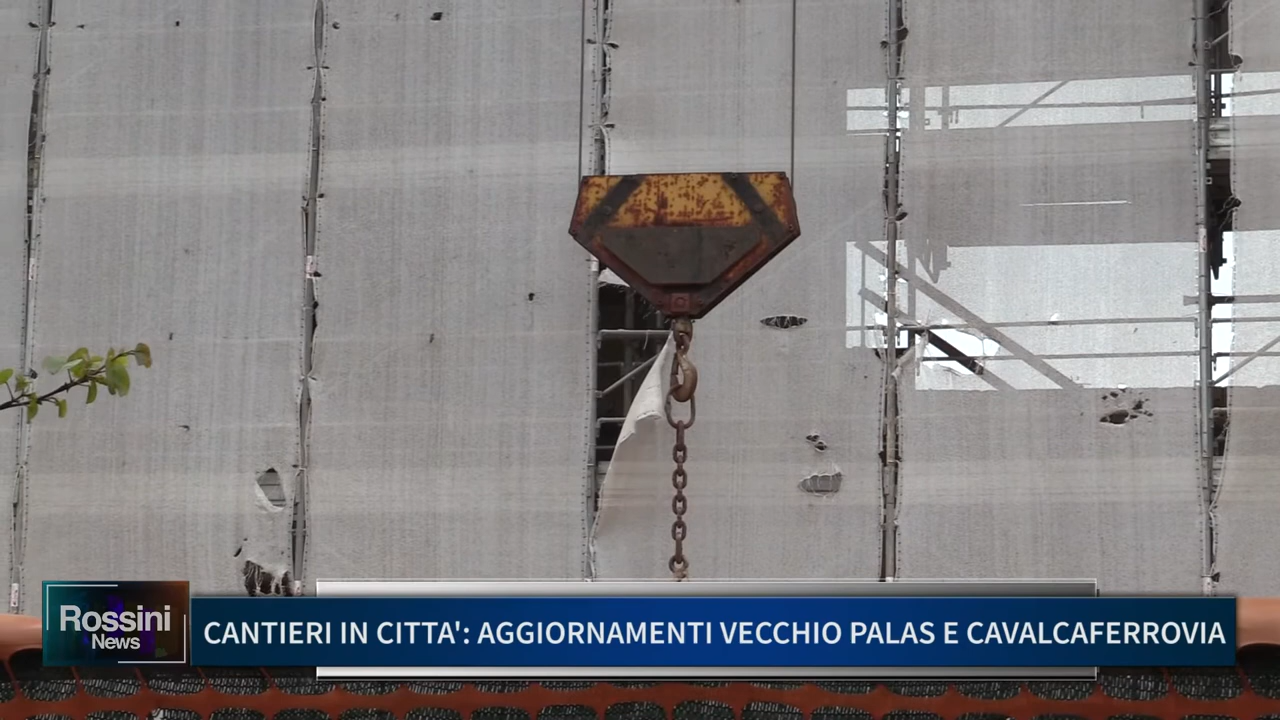 Rossini
News
CANTIERI IN CITTA': AGGIORNAMENTI VECCHIO PALAS E CAVALCAFERROVIA